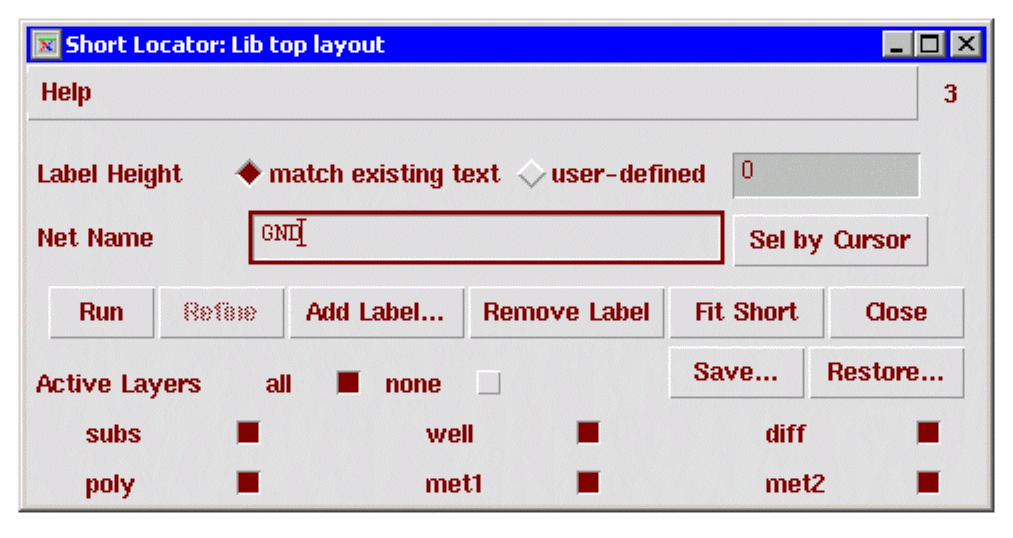 Short Locator: Lib top layout
Help 3
Label Height match existing text user-defined 0
Net Name GND Sel by Cursor
Run Refine Add Label... Remove Label Fit Short Close
Save... Restore...
Active Layers all none
subs well diff
poly met1 met2